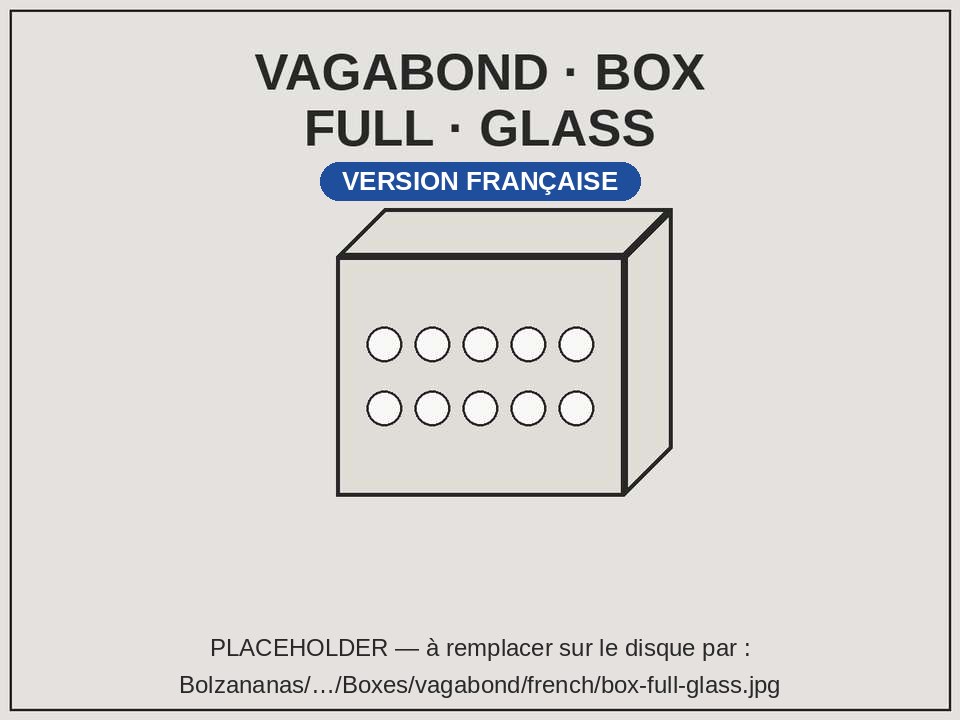 VAGABOND · BOX
FULL · GLASS
VERSION FRANÇAISE
PLACEHOLDER — à remplacer sur le disque par :
Bolzananas/…/Boxes/vagabond/french/box-full-glass.jpg